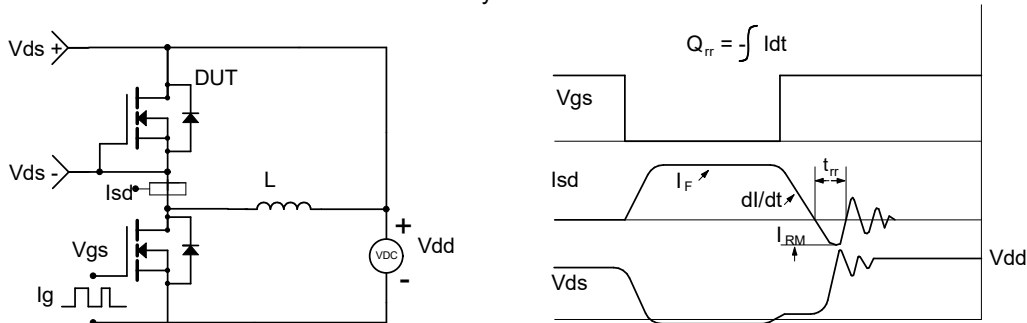 Vds +
DUT
Vds -
Isd
L
Vgs
Ig
VDC
+
-
Vdd
Qrr = -∫ Idt
Vgs
Isd
IF
dI/dt
trr
IRM
Vds
Vdd